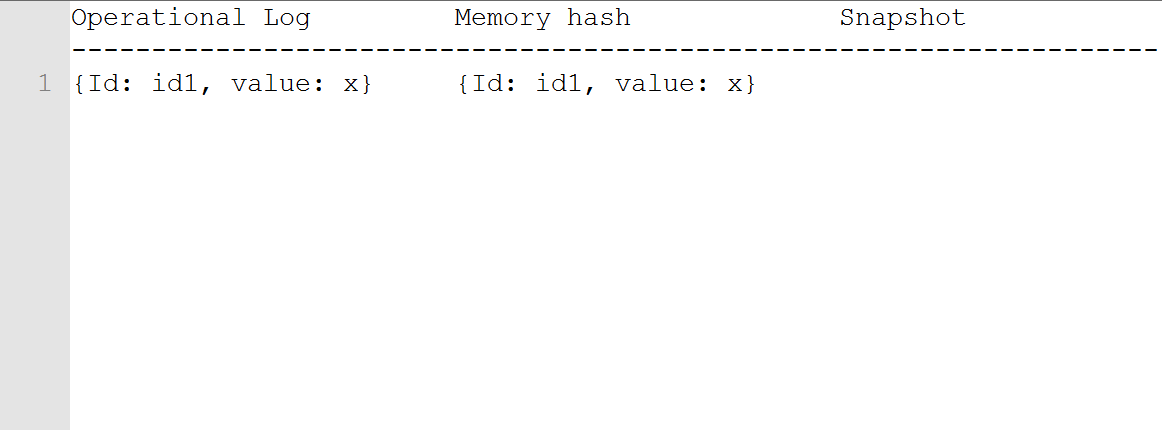 Operational Log         Memory hash             Snapshot
--------------------------------------------------------------------
1 {Id: id1, value: x}     {Id: id1, value: x}